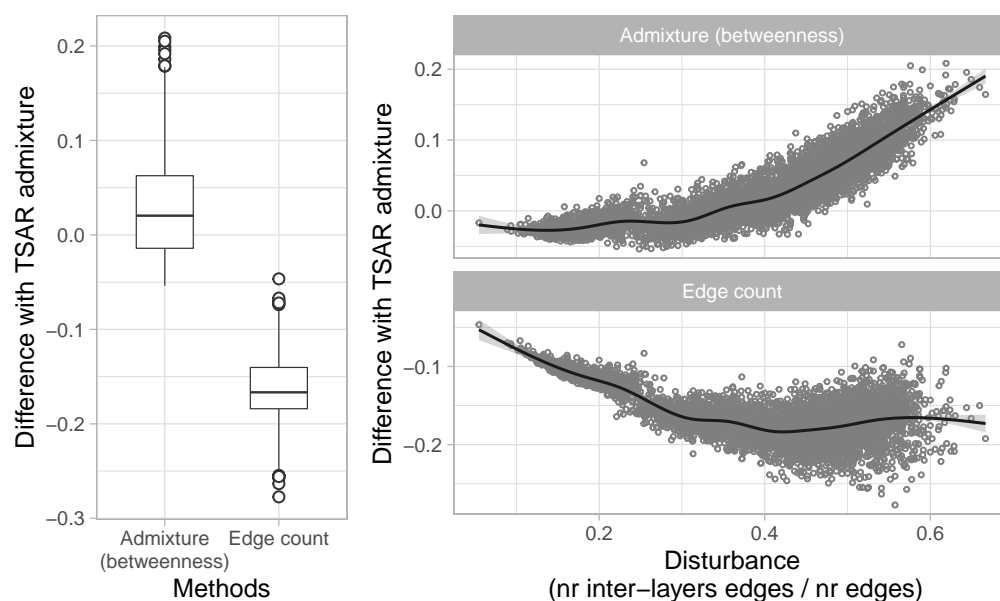 Difference with TSAR admixture
0.2
0.1
0.0
−0.1
−0.2
−0.3
Admixture
(betweenness)
Edge count
Methods
Difference with TSAR admixture
Admixture (betweenness)
0.2
0.1
0.0
Edge count
−0.1
−0.2
0.2
0.4
0.6
Disturbance
(nr inter−layers edges / nr edges)